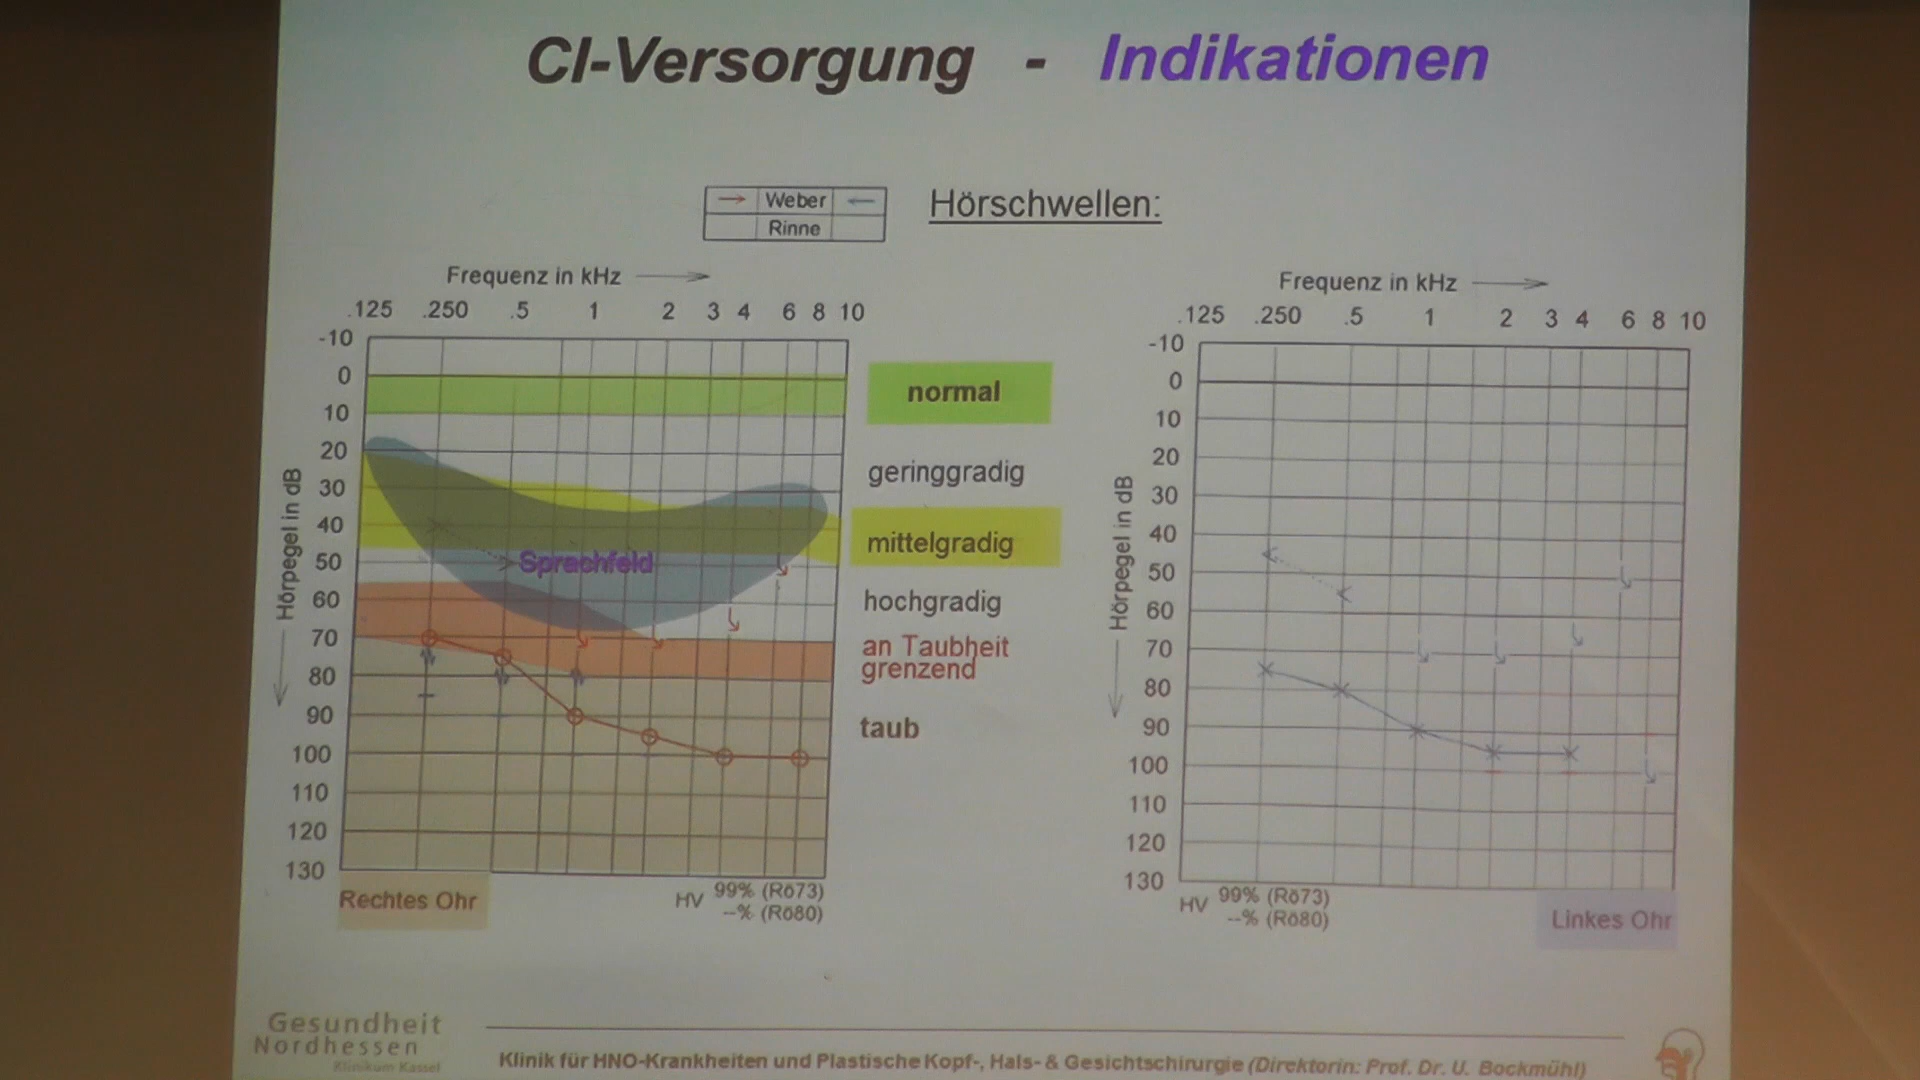 CI-Versorgung - Indikationen
Weber
Rinne
Hörschwellen:
Frequenz in kHz
.125 .250 .5 1 2 3 4 6 8 10
-10
0
10
20
30
40
50
60
70
80
90
100
110
120
130
Hörpegel in dB
Sprachfeld
Rechtes Ohr
HV 99% (Rö73)
--% (Rö80)
normal
geringgradig
mittelgradig
hochgradig
an Taubheit
grenzend
taub
Frequenz in kHz
.125 .250 .5 1 2 3 4 6 8 10
-10
0
10
20
30
40
50
60
70
80
90
100
110
120
130
Hörpegel in dB
HV 99% (Rö73)
--% (Rö80)
Linkes Ohr
Gesundheit
Nordhessen
Klinikum Kassel
Klinik für HNO-Krankheiten und Plastische Kopf-, Hals- & Gesichtschirurgie (Direktorin: Prof. Dr. U. Bockmühl)